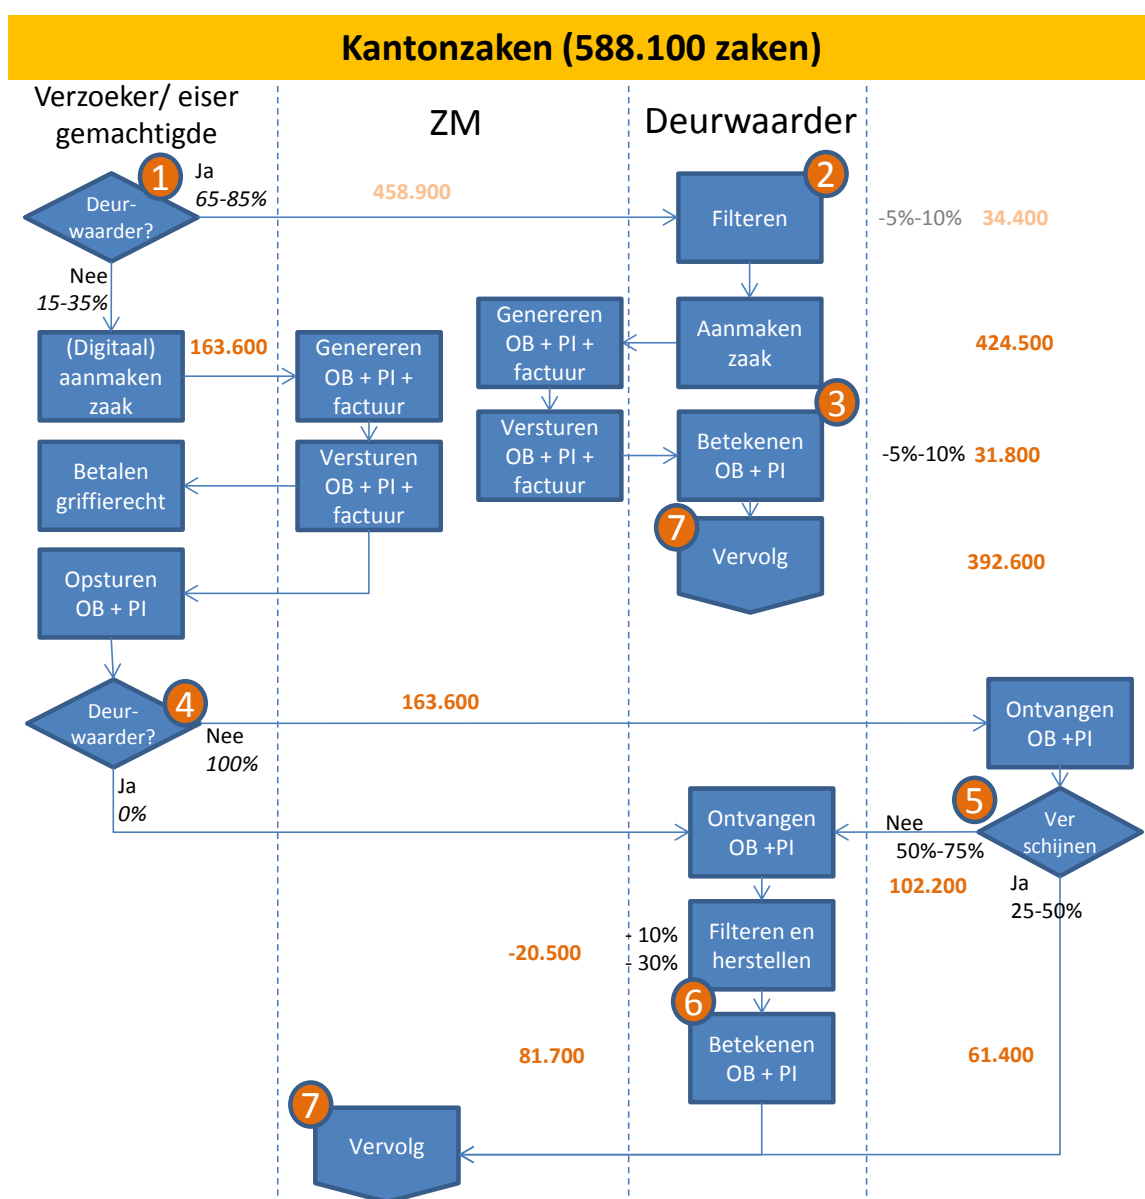 Kantonzaken (588.100 zaken)
Verzoeker/ eiser
gemachtigde
ZM
Deurwaarder
1
Ja
65-85%
458.900
2
Deur-
waarder?
Filteren
-5%-10% 34.400
Nee
15-35%
(Digitaal)
aanmaken
zaak
163.600
Genereren
OB + PI +
factuur
Genereren
OB + PI +
factuur
Aanmaken
zaak
424.500
3
Betalen
griffierecht
Versturen
OB + PI +
factuur
Versturen
OB + PI +
factuur
Betekenen
OB + PI
-5%-10% 31.800
7
Vervolg
392.600
Opsturen
OB + PI
4
Deur-
waarder?
163.600
Nee
100%
Ontvangen
OB +PI
Ja
0%
5
Ver
schijnen
Ontvangen
OB +PI
Nee
50%-75%
102.200
Ja
25-50%
-20.500
- 10%
- 30%
Filteren en
herstellen
6
81.700
Betekenen
OB + PI
61.400
7
Vervolg